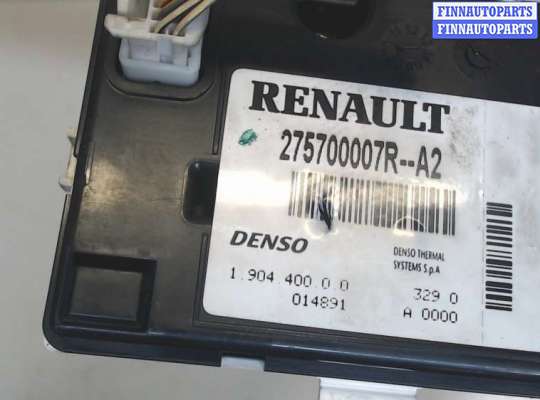 FINNAUTOPARTS
FINNAUTOPARTS
RENAULT
275700007R--A2
DENSO
DENSO THERMAL
SYSTEMS S.p.A
1.904.400.0.0
329 0
014891
A 0000